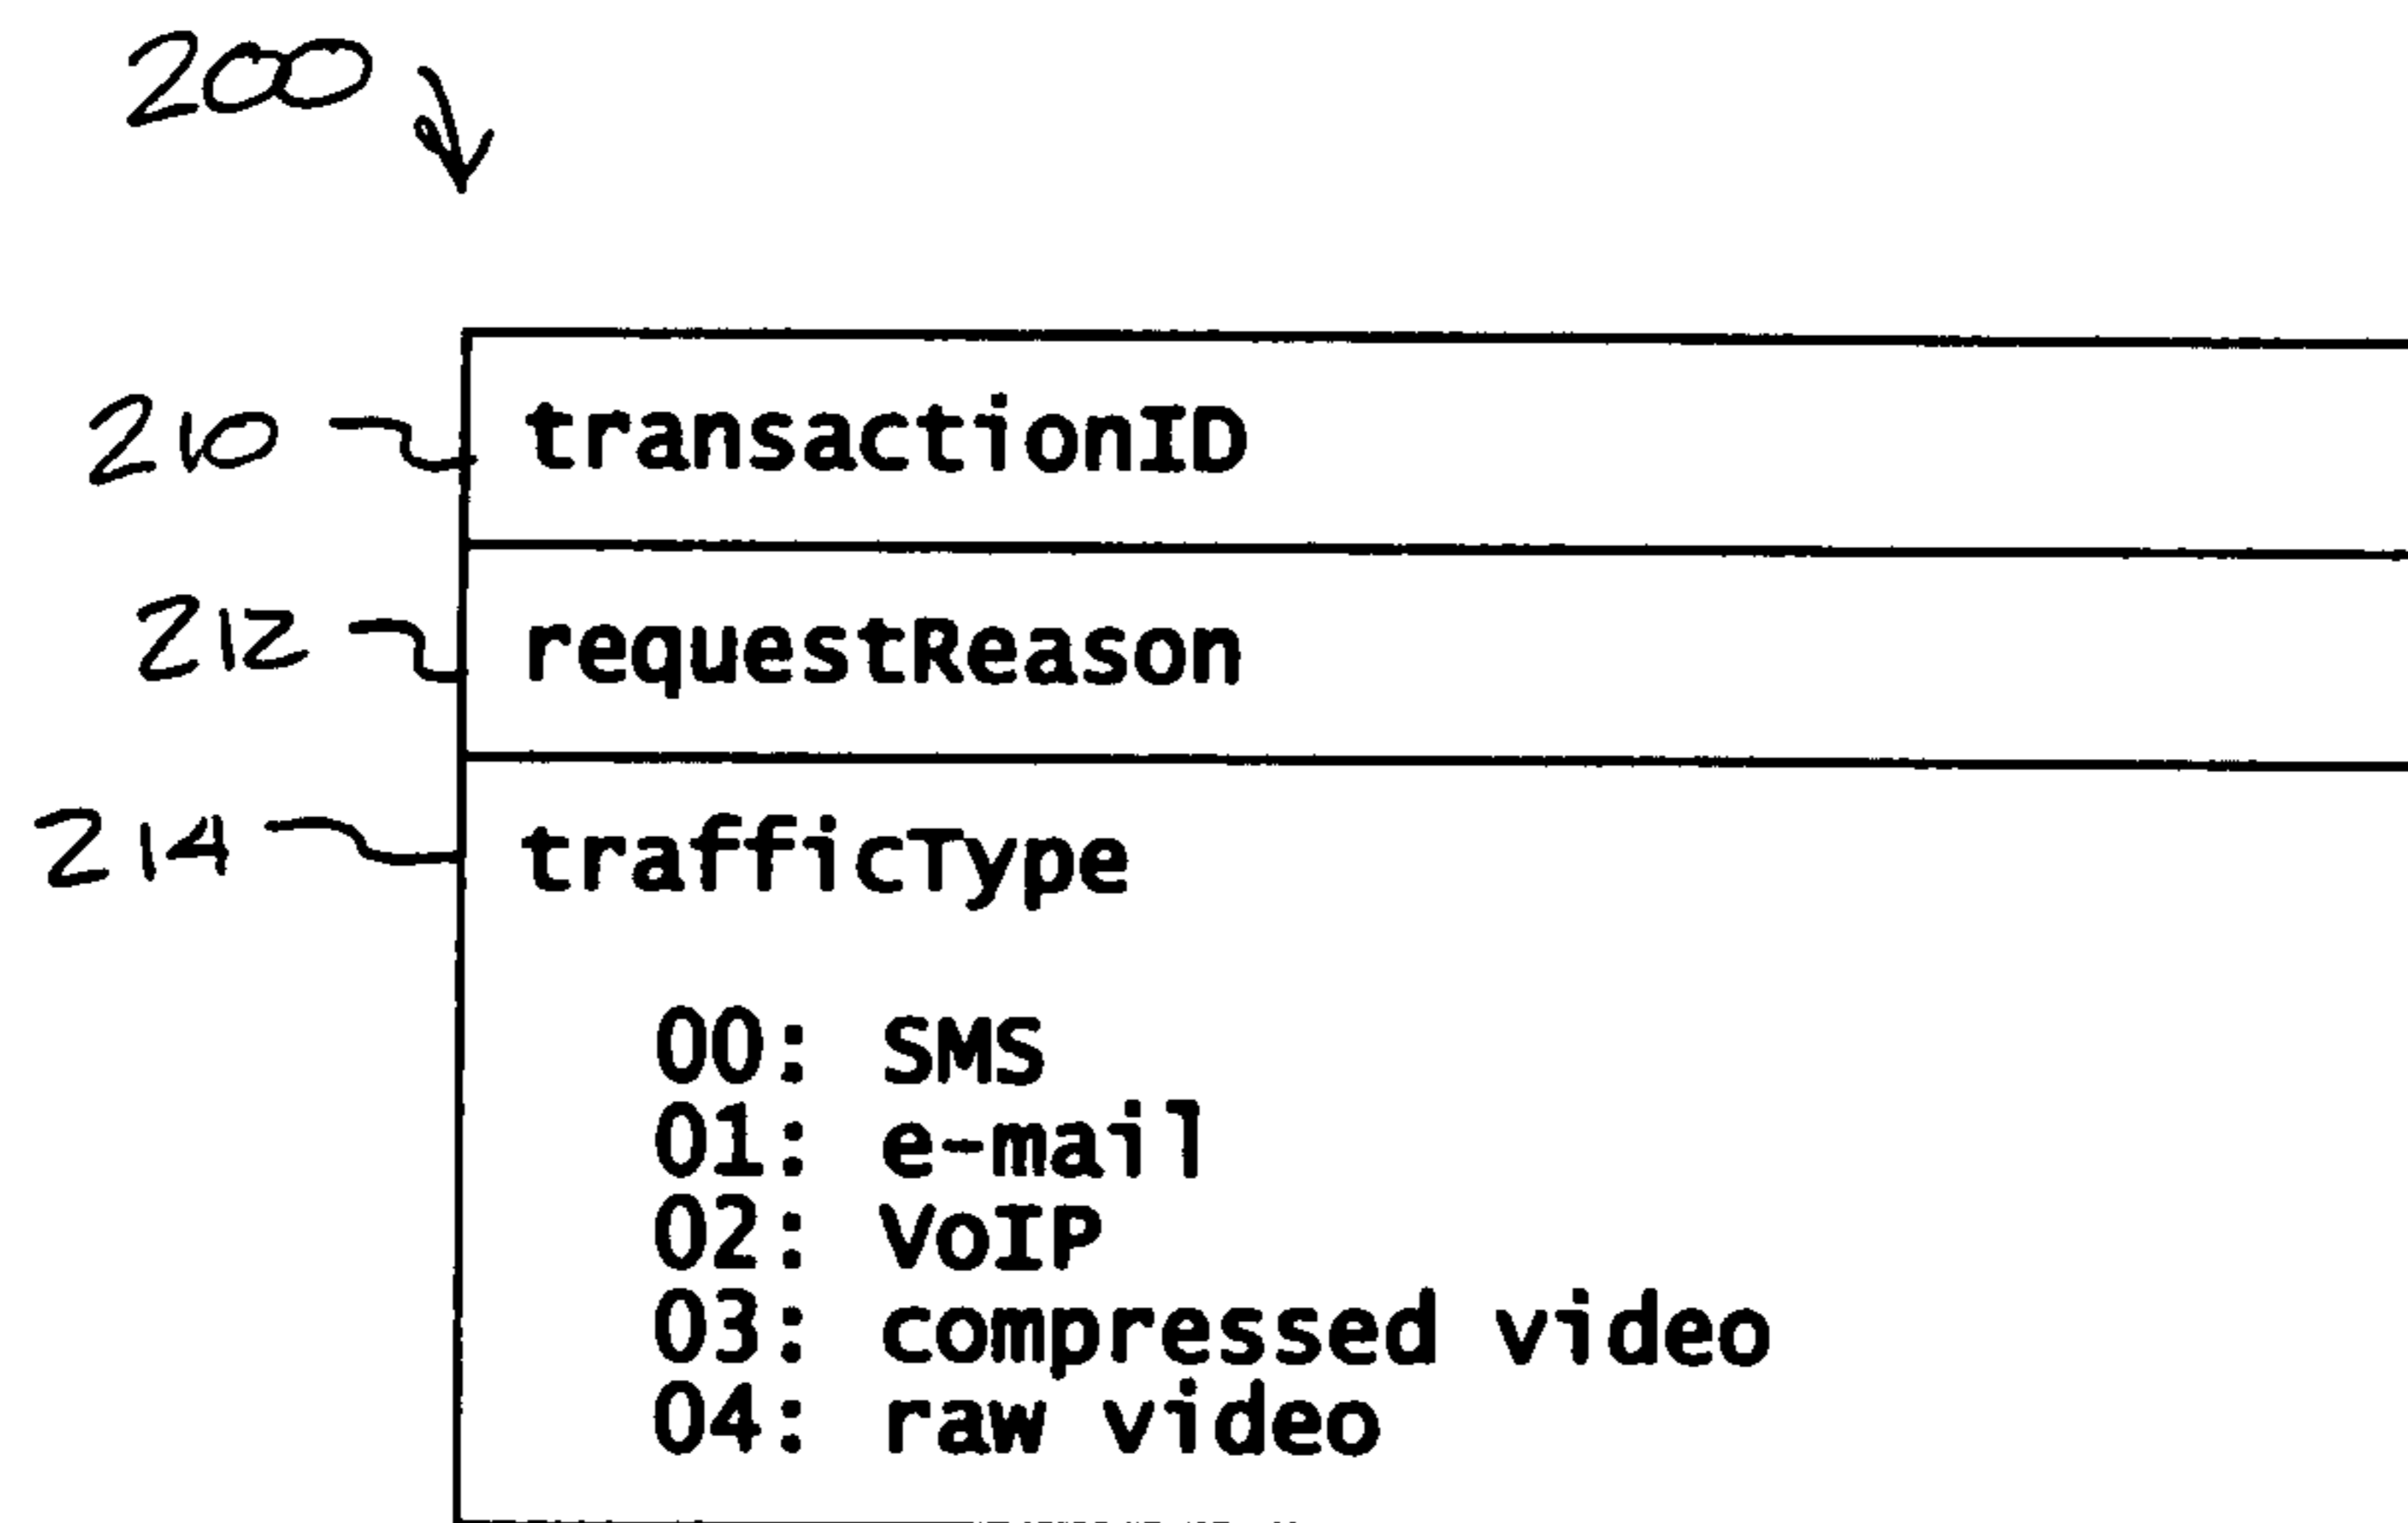 200
210 transactionID
212 requestReason
214 trafficType
00: SMS
01: e-mail
02: VoIP
03: compressed video
04: raw video